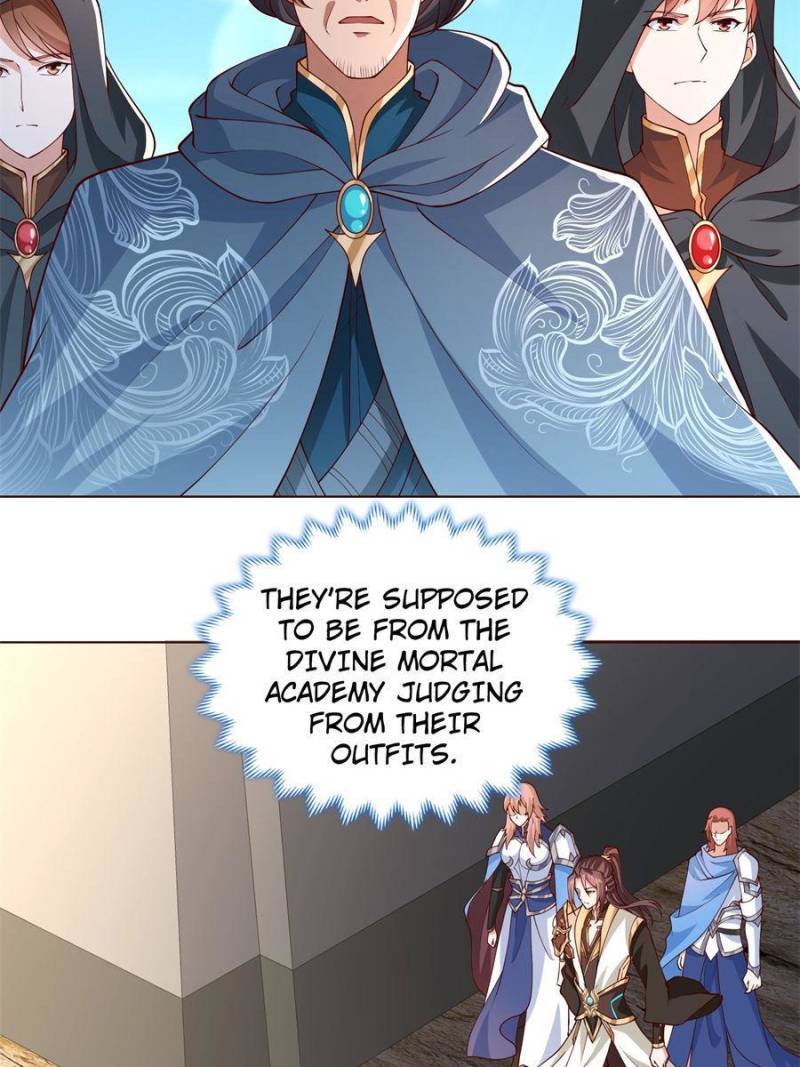 THEY'RE SUPPOSED
TO BE FROM THE
DIVINE MORTAL
ACADEMY JUDGING
FROM THEIR
OUTFITS.